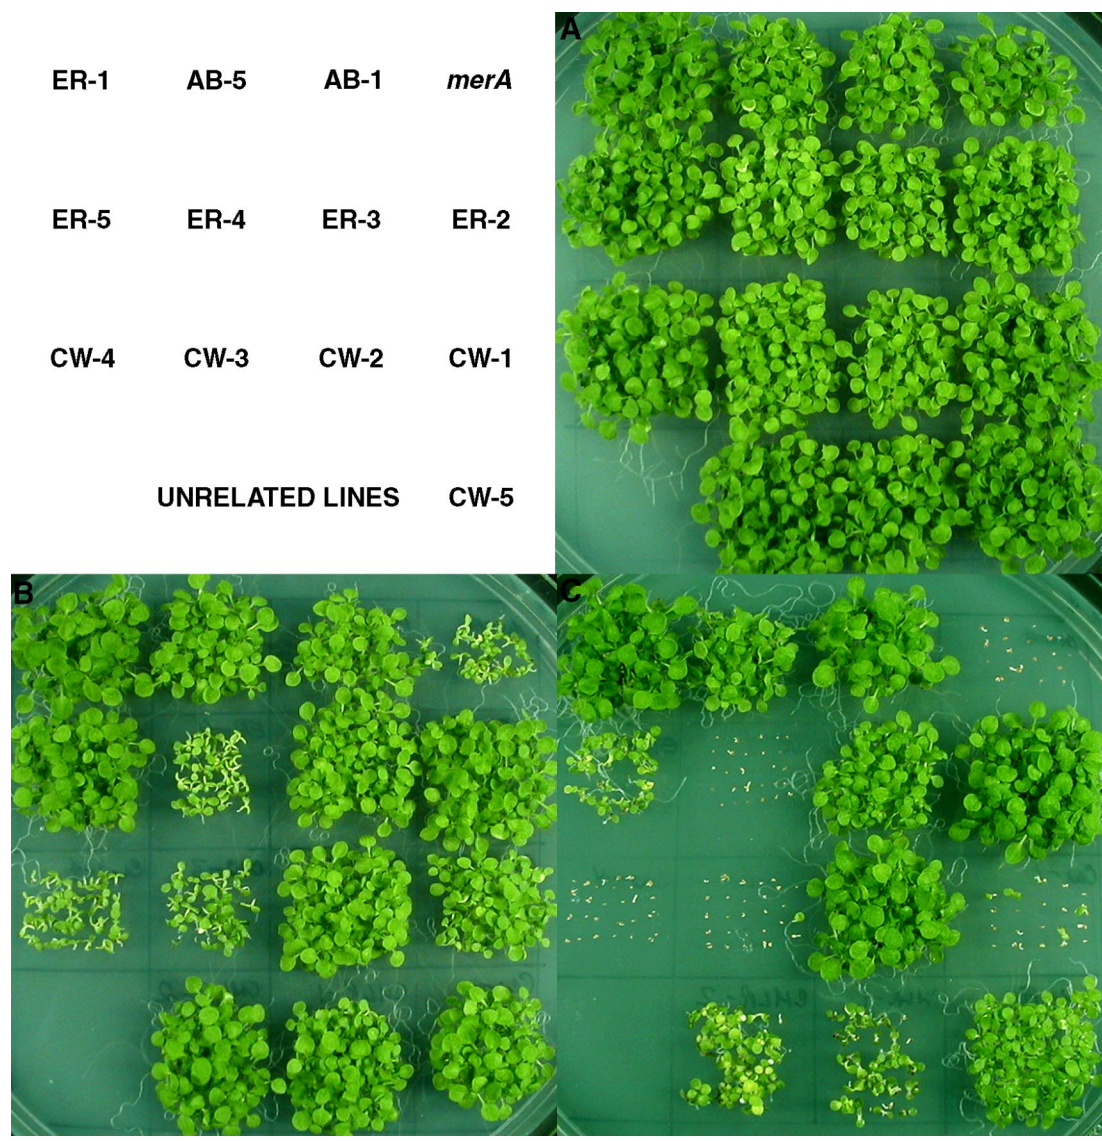 ER-1 AB-5 AB-1 merA
ER-5 ER-4 ER-3 ER-2
CW-4 CW-3 CW-2 CW-1
UNRELATED LINES CW-5
A
B
C